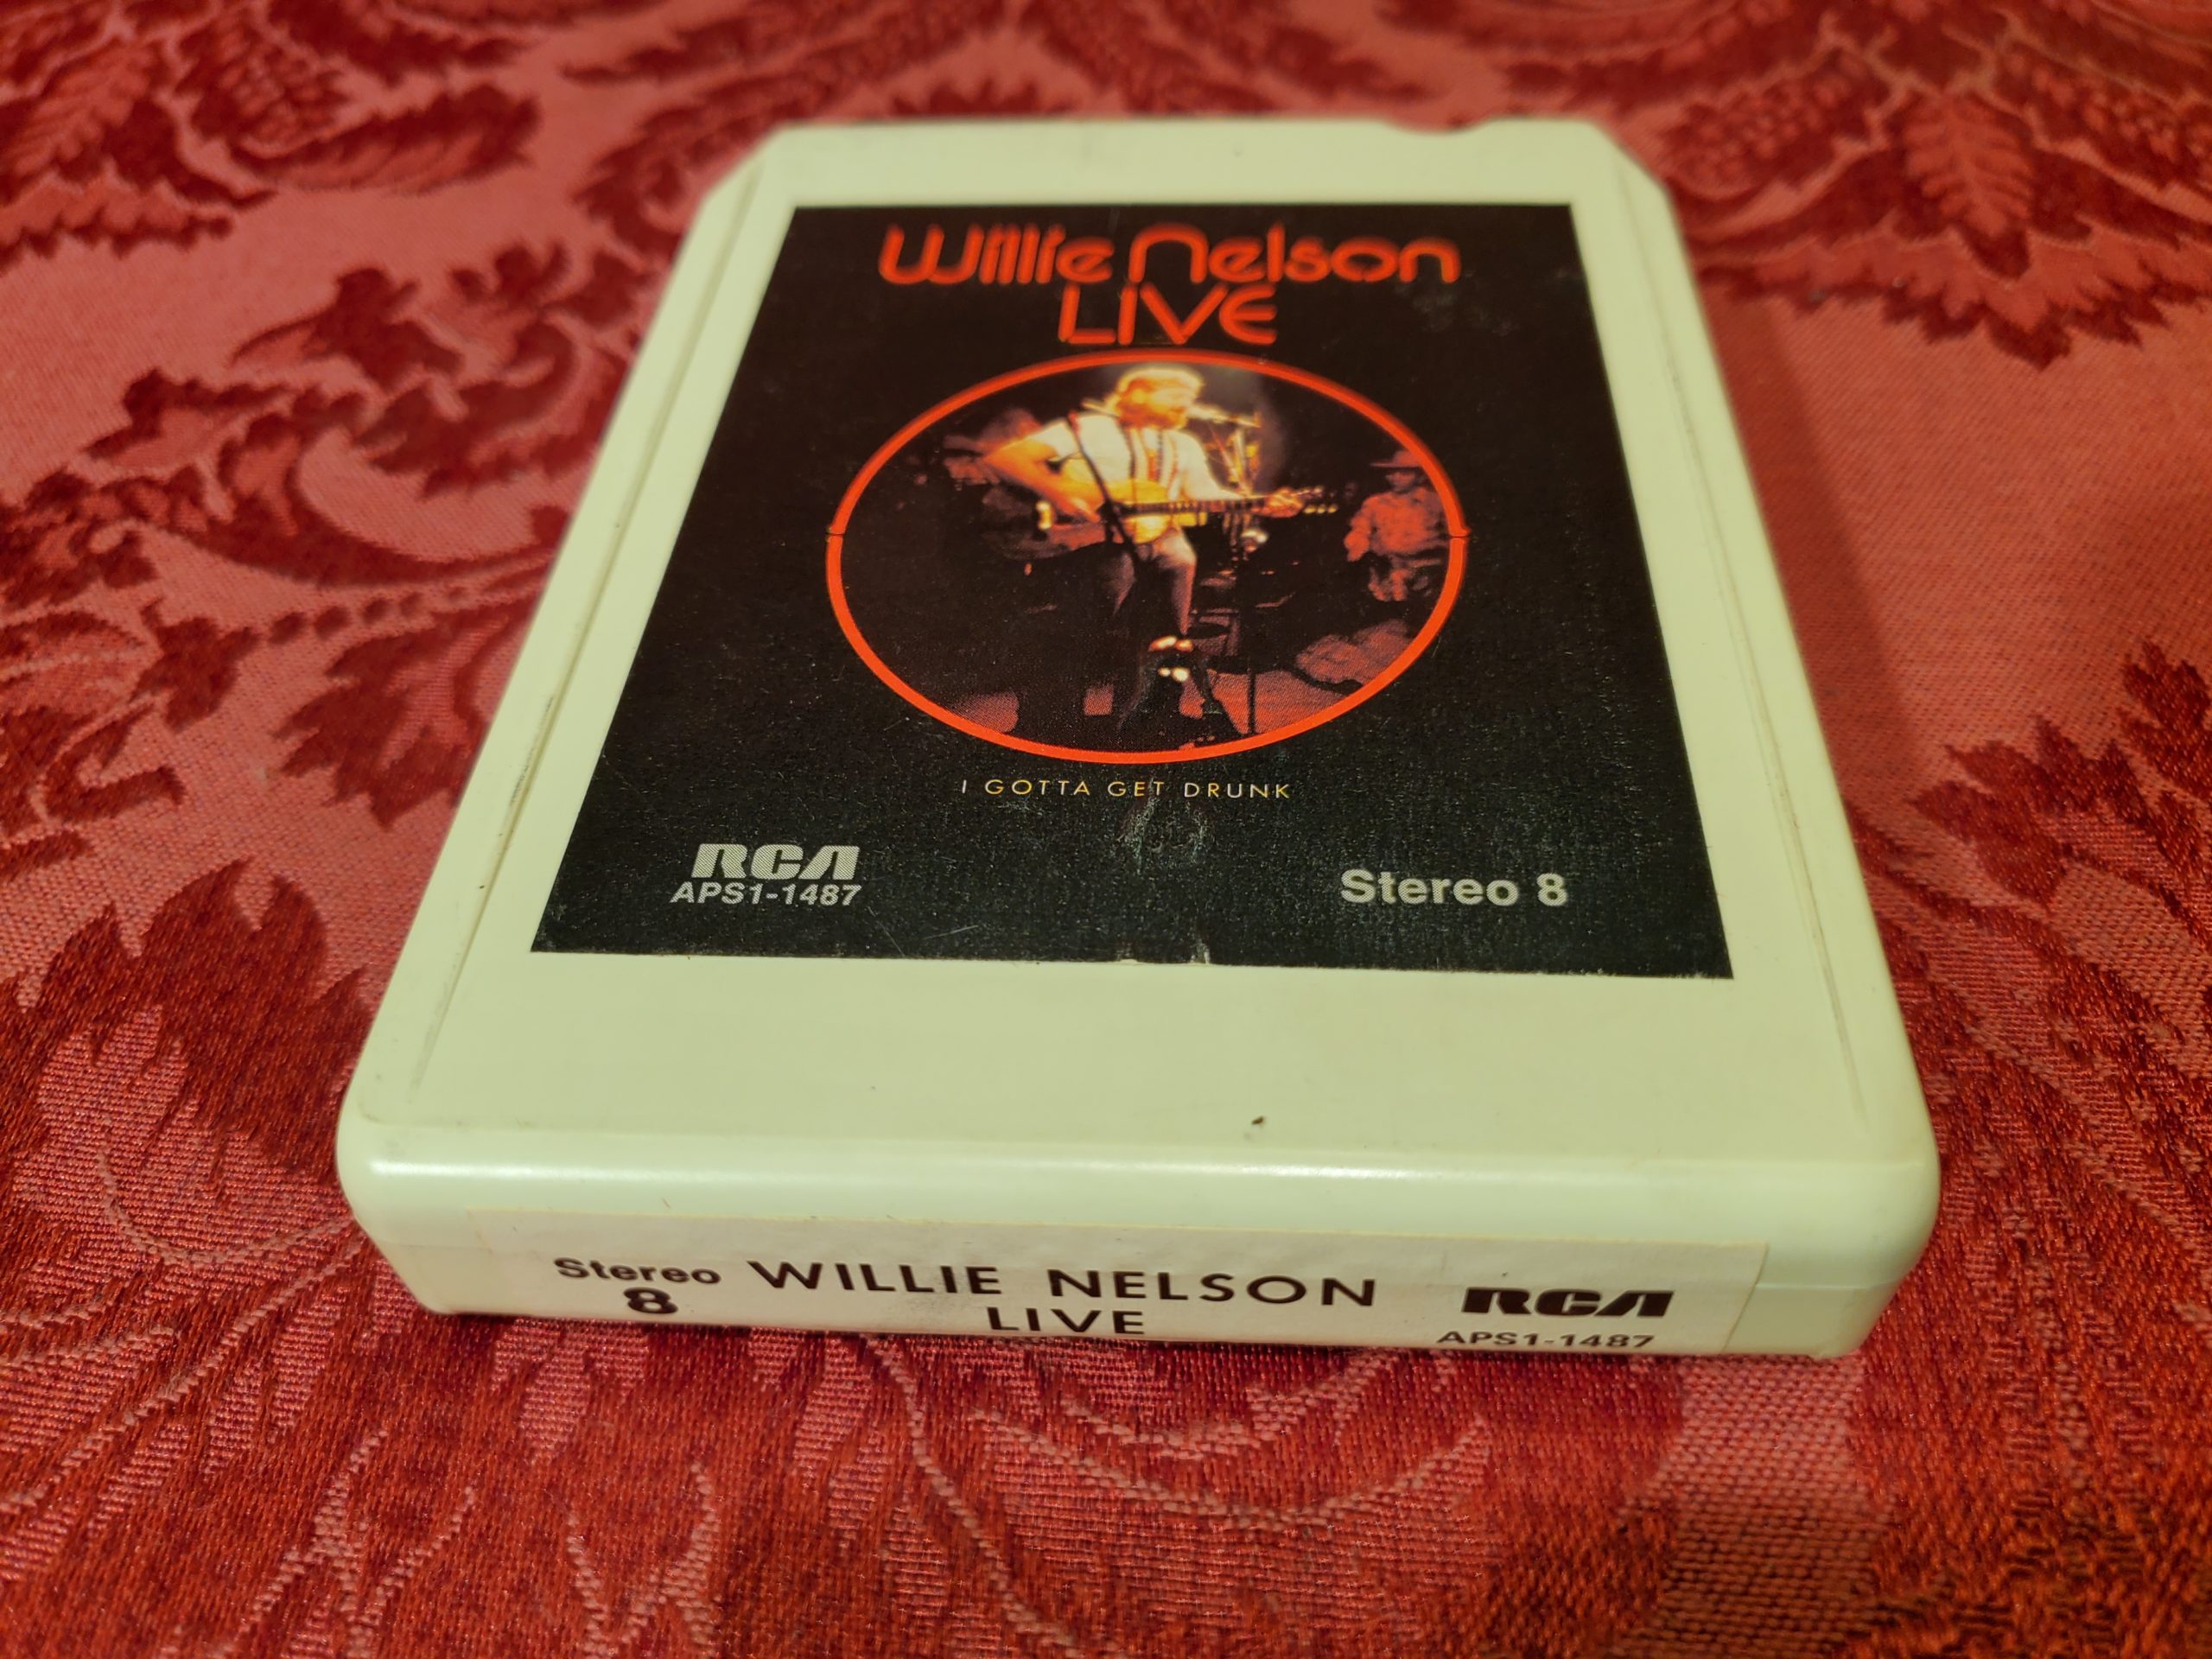 Willie Nelson
LIVE
I GOTTA GET DRUNK
RCA
APS1-1487
Stereo 8
Stereo
8
WILLIE NELSON
LIVE
RCA
APS1-1487